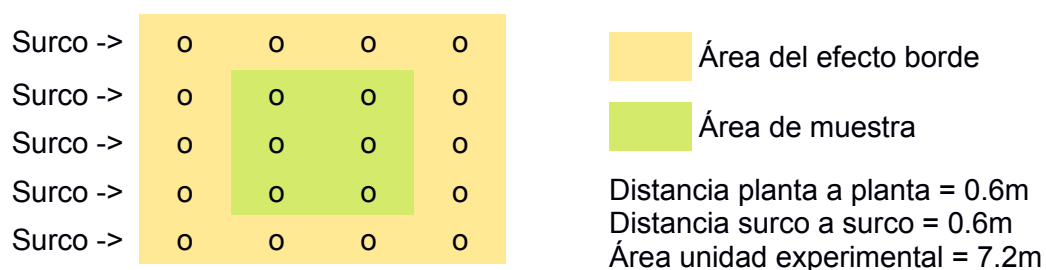 Surco -> o o o o
Surco -> o o o o
Surco -> o o o o
Surco -> o o o o
Surco -> o o o o
Área del efecto borde
Área de muestra
Distancia planta a planta = 0.6m
Distancia surco a surco = 0.6m
Área unidad experimental = 7.2m